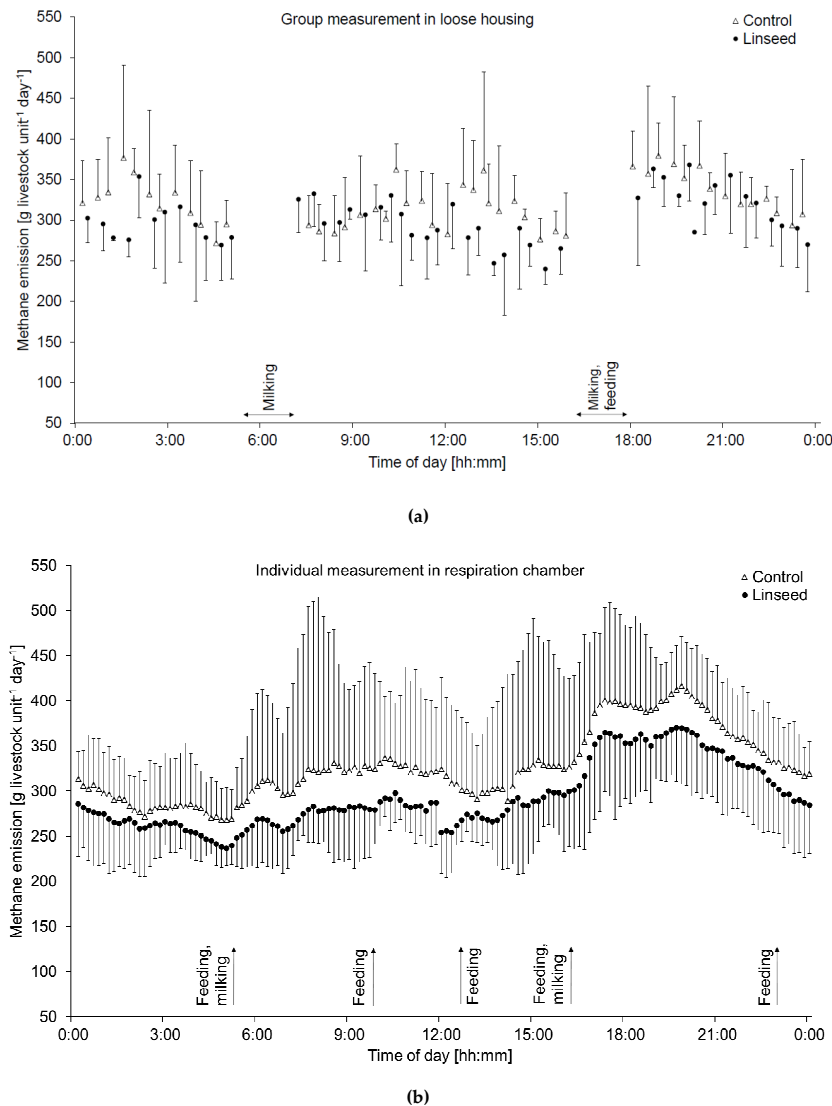 Group measurement in loose housing
△ Control
● Linseed
Methane emission [g livestock unit⁻¹ day⁻¹]
550
500
450
400
350
300
250
200
150
100
50
Milking
Milking,
feeding
0:00 3:00 6:00 9:00 12:00 15:00 18:00 21:00 0:00
Time of day [hh:mm]
(a)
Individual measurement in respiration chamber
△ Control
● Linseed
Methane emission [g livestock unit⁻¹ day⁻¹]
550
500
450
400
350
300
250
200
150
100
50
Feeding,
milking
Feeding
Feeding
Feeding,
milking
Feeding
0:00 3:00 6:00 9:00 12:00 15:00 18:00 21:00 0:00
Time of day [hh:mm]
(b)